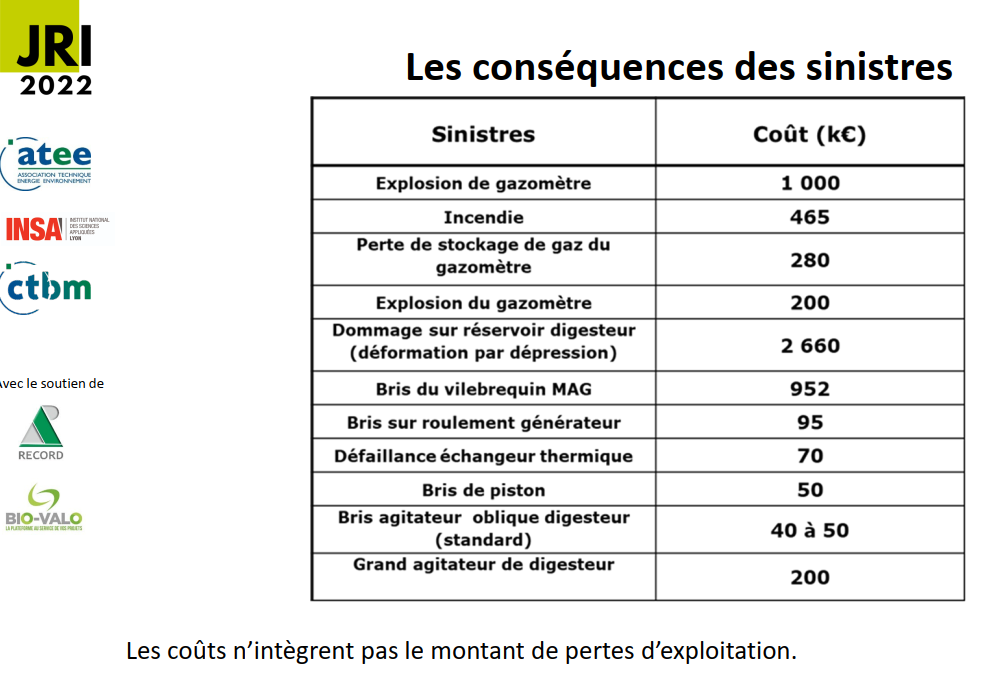 JRI
2022
Les conséquences des sinistres
atee
ASSOCIATION TECHNIQUE
ENERGIE ENVIRONNEMENT
INSA
INSTITUT NATIONAL
DES SCIENCES
APPLIQUÉES
LYON
ctbm
Avec le soutien de
RECORD
BIO-VALO
LA PLATEFORME AU SERVICE DE VOS PROJETS
Sinistres Coût (k€)
Explosion de gazomètre 1 000
Incendie 465
Perte de stockage de gaz du
gazomètre 280
Explosion du gazomètre 200
Dommage sur réservoir digesteur
(déformation par dépression) 2 660
Bris du vilebrequin MAG 952
Bris sur roulement générateur 95
Défaillance échangeur thermique 70
Bris de piston 50
Bris agitateur oblique digesteur
(standard) 40 à 50
Grand agitateur de digesteur 200
Les coûts n’intègrent pas le montant de pertes d’exploitation.